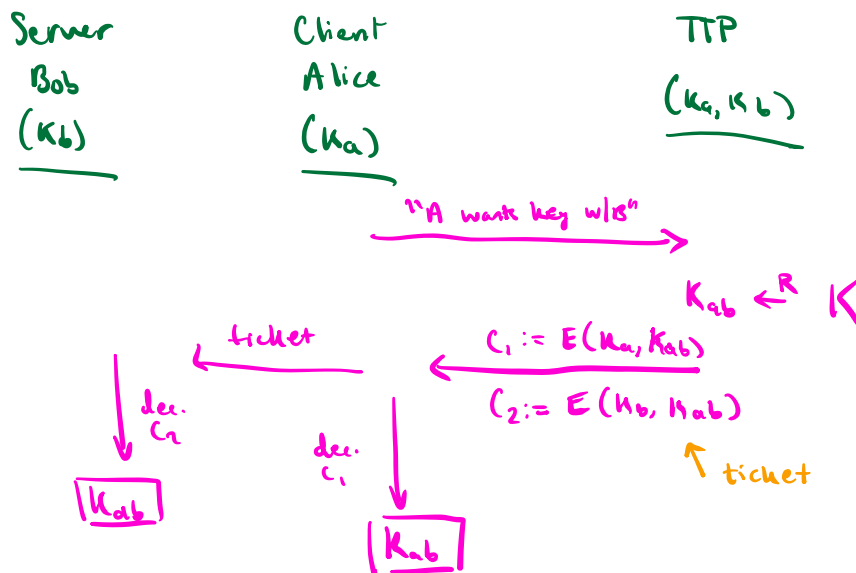 Server
Bob
(Kb)
Client
Alice
(Ka)
TTP
(Ka, Kb)
"A wants key w/B"
Kab ← R K
ticket
C1 := E(Ka, Kab)
C2 := E(Kb, Kab)
ticket
dec.
C2
Kab
dec.
C1
Kab